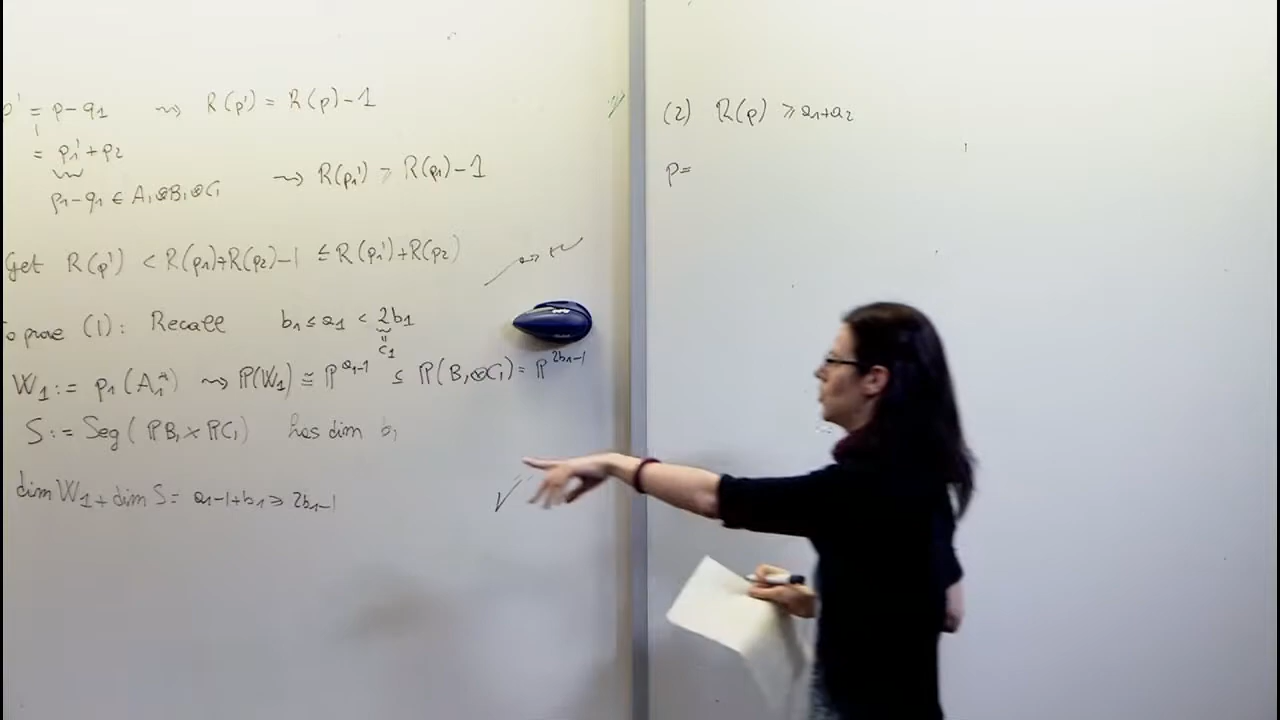 p' = p-q1 ⇝ R(p') = R(p)-1
= p1'+p2
p1-q1 ∈ A1⊗B1⊗C1 ⇝ R(p1') ≥ R(p1)-1
Get R(p') < R(p1)+R(p2)-1 ≤ R(p1')+R(p2)
To prove (1): Recall b1 ≤ a1 < 2b1
= c1
W1 := p1(A1*) ⇝ P(W1) ≅ P^{a1-1} ⊆ P(B1⊗C1) = P^{2b1-1}
S := Seg(PB1 × PC1) has dim b1
dim W1 + dim S = a1-1+b1 ≥ 2b1-1 ✓
(2) R(p) ≥ a1+a2
p=